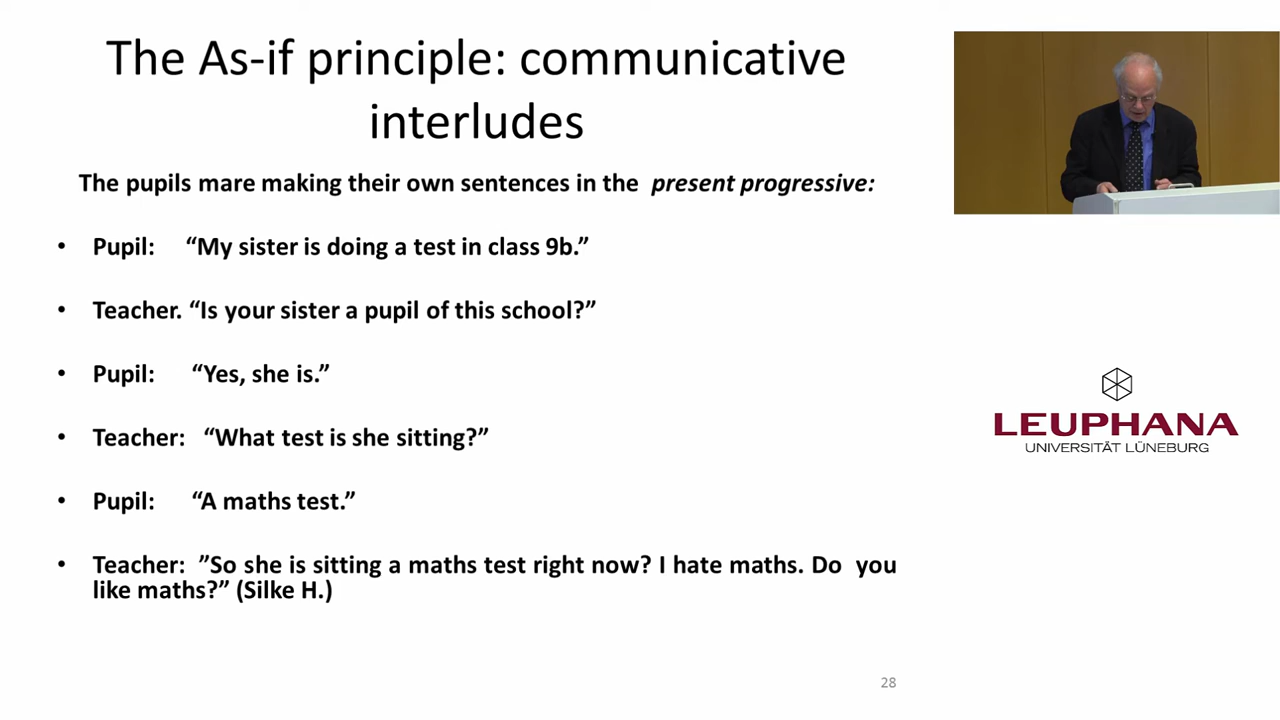 The As-if principle: communicative
interludes
The pupils mare making their own sentences in the present progressive:
• Pupil: “My sister is doing a test in class 9b.”
• Teacher. “Is your sister a pupil of this school?”
• Pupil: “Yes, she is.”
• Teacher: “What test is she sitting?”
• Pupil: “A maths test.”
• Teacher: ”So she is sitting a maths test right now? I hate maths. Do you
like maths?” (Silke H.)
28
LEUPHANA
UNIVERSITÄT LÜNEBURG